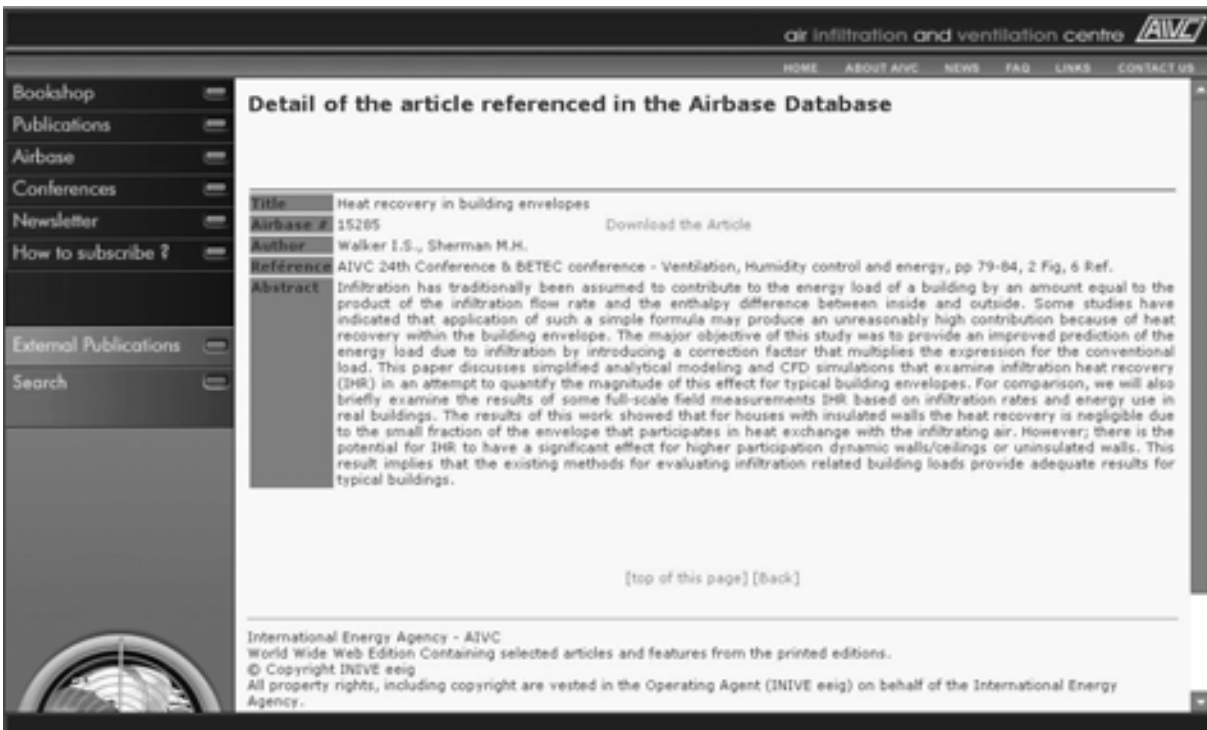 air infiltration and ventilation centre AIVC
HOME ABOUT AIVC NEWS FAQ LINKS CONTACT US
Bookshop
Publications
Airbase
Conferences
Newsletter
How to subscribe ?
External Publications
Search
Detail of the article referenced in the Airbase Database
Title Heat recovery in building envelopes
Airbase # 15285 Download the Article
Author Walker I.S., Sherman M.H.
Reférence AIVC 24th Conference & BETEC conference - Ventilation, Humidity control and energy, pp 79-84, 2 Fig, 6 Ref.
Abstract Infiltration has traditionally been assumed to contribute to the energy load of a building by an amount equal to the
product of the infiltration flow rate and the enthalpy difference between inside and outside. Some studies have
indicated that application of such a simple formula may produce an unreasonably high contribution because of heat
recovery within the building envelope. The major objective of this study was to provide an improved prediction of the
energy load due to infiltration by introducing a correction factor that multiplies the expression for the conventional
load. This paper discusses simplified analytical modeling and CFD simulations that examine infiltration heat recovery
(IHR) in an attempt to quantify the magnitude of this effect for typical building envelopes. For comparison, we will also
briefly examine the results of some full-scale field measurements IHR based on infiltration rates and energy use in
real buildings. The results of this work showed that for houses with insulated walls the heat recovery is negligible due
to the small fraction of the envelope that participates in heat exchange with the infiltrating air. However; there is the
potential for IHR to have a significant effect for higher participation dynamic walls/ceilings or uninsulated walls. This
result implies that the existing methods for evaluating infiltration related building loads provide adequate results for
typical buildings.
[top of this page] [Back]
International Energy Agency - AIVC
World Wide Web Edition Containing selected articles and features from the printed editions.
© Copyright INIVE eeig
All property rights, including copyright are vested in the Operating Agent (INIVE eeig) on behalf of the International Energy
Agency.